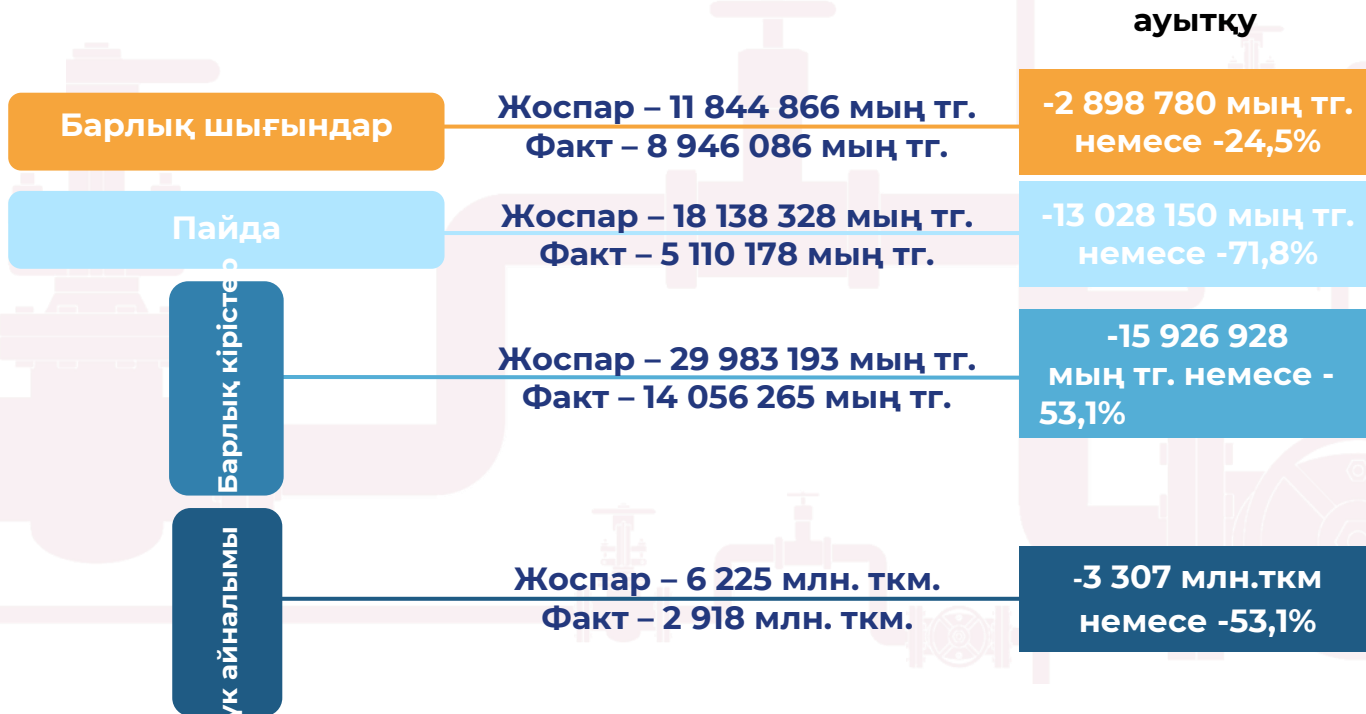 ауытқу
Барлық шығындар
Жоспар – 11 844 866 мың тг.
Факт – 8 946 086 мың тг.
-2 898 780 мың тг.
немесе -24,5%
Пайда
Жоспар – 18 138 328 мың тг.
Факт – 5 110 178 мың тг.
-13 028 150 мың тг.
немесе -71,8%
Барлық кірістер
Жоспар – 29 983 193 мың тг.
Факт – 14 056 265 мың тг.
-15 926 928
мың тг. немесе -
53,1%
айналымы
Жоспар – 6 225 млн. ткм.
Факт – 2 918 млн. ткм.
-3 307 млн.ткм
немесе -53,1%